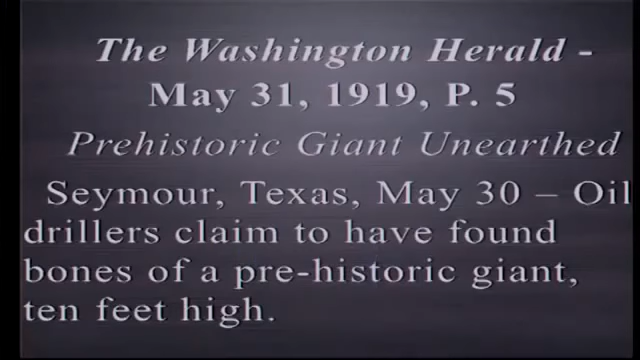 The Washington Herald -
May 31, 1919, P. 5
Prehistoric Giant Unearthed
Seymour, Texas, May 30 – Oil
drillers claim to have found
bones of a pre-historic giant,
ten feet high.